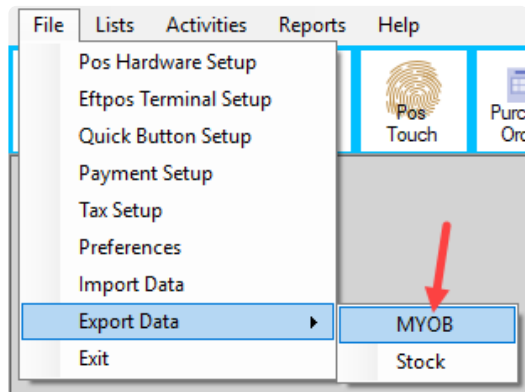 File Lists Activities Reports Help
Pos Hardware Setup
Eftpos Terminal Setup
Quick Button Setup
Payment Setup
Tax Setup
Preferences
Import Data
Export Data
Exit
MYOB
Stock
Pos
Touch